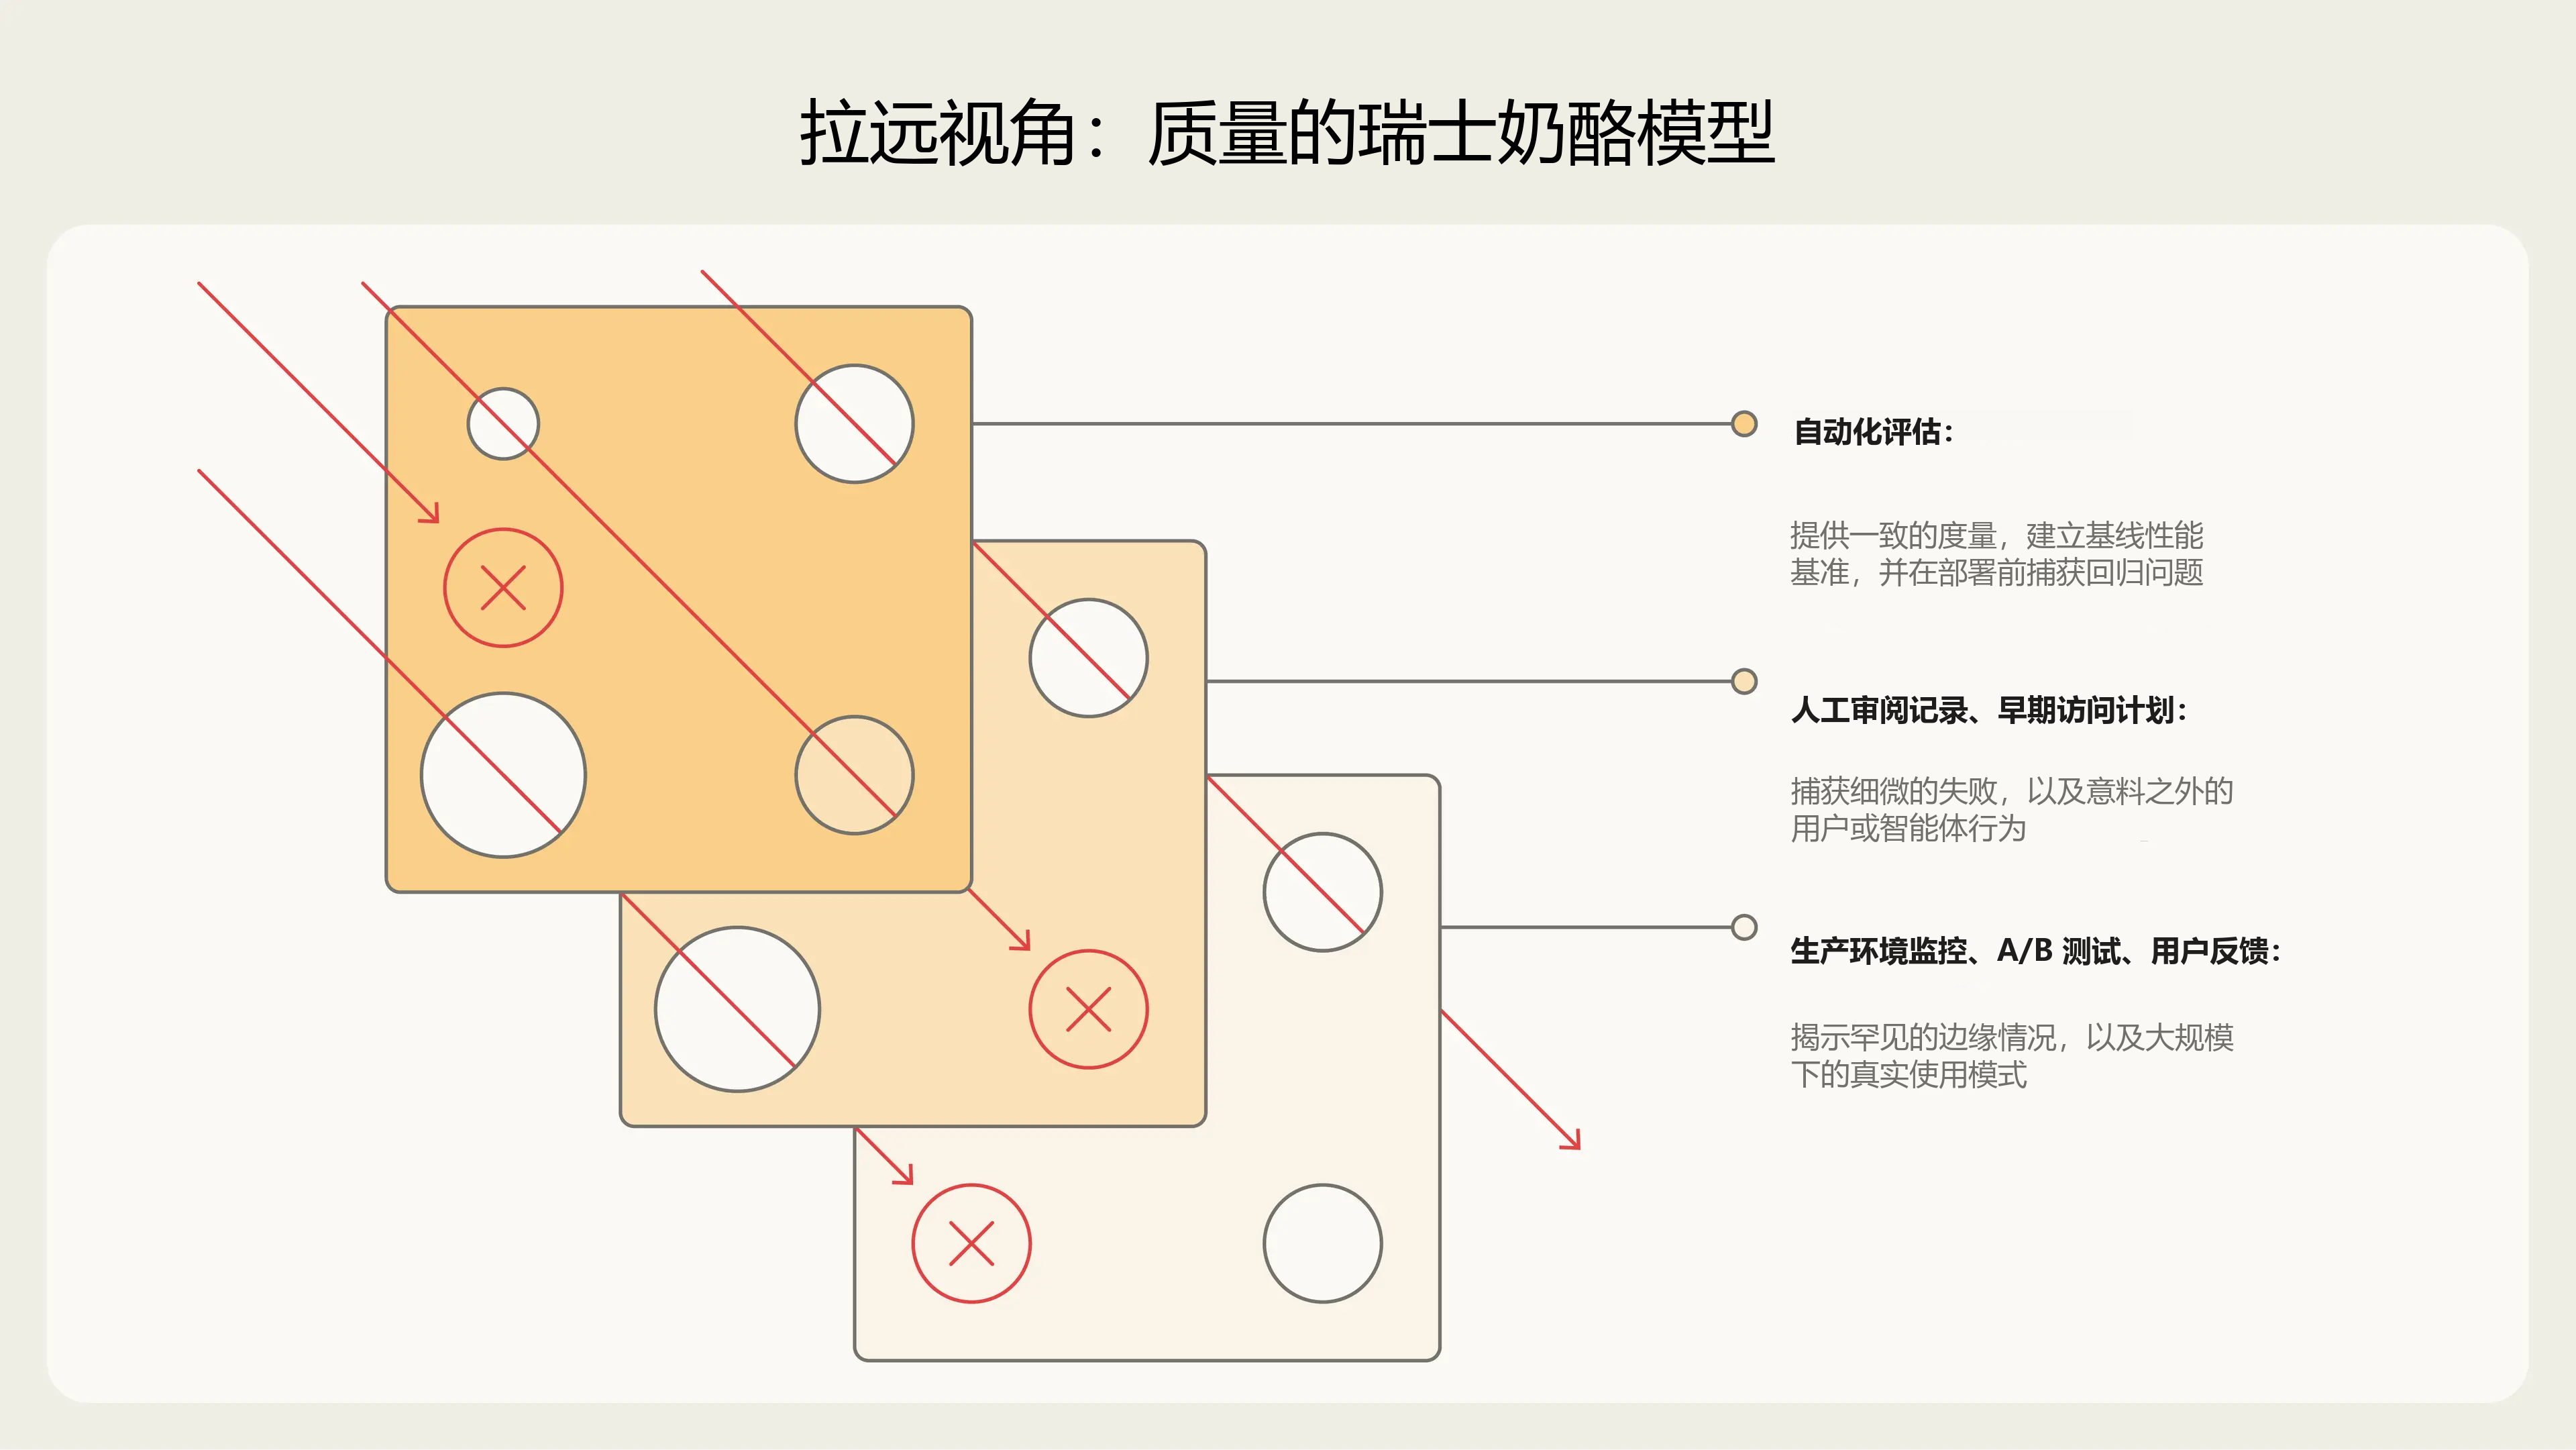 拉远视角：质量的瑞士奶酪模型
自动化评估：
提供一致的度量，建立基线性能
基准，并在部署前捕获回归问题
人工审阅记录、早期访问计划：
捕获细微的失败，以及意料之外的
用户或智能体行为
生产环境监控、A/B 测试、用户反馈：
揭示罕见的边缘情况，以及大规模
下的真实使用模式